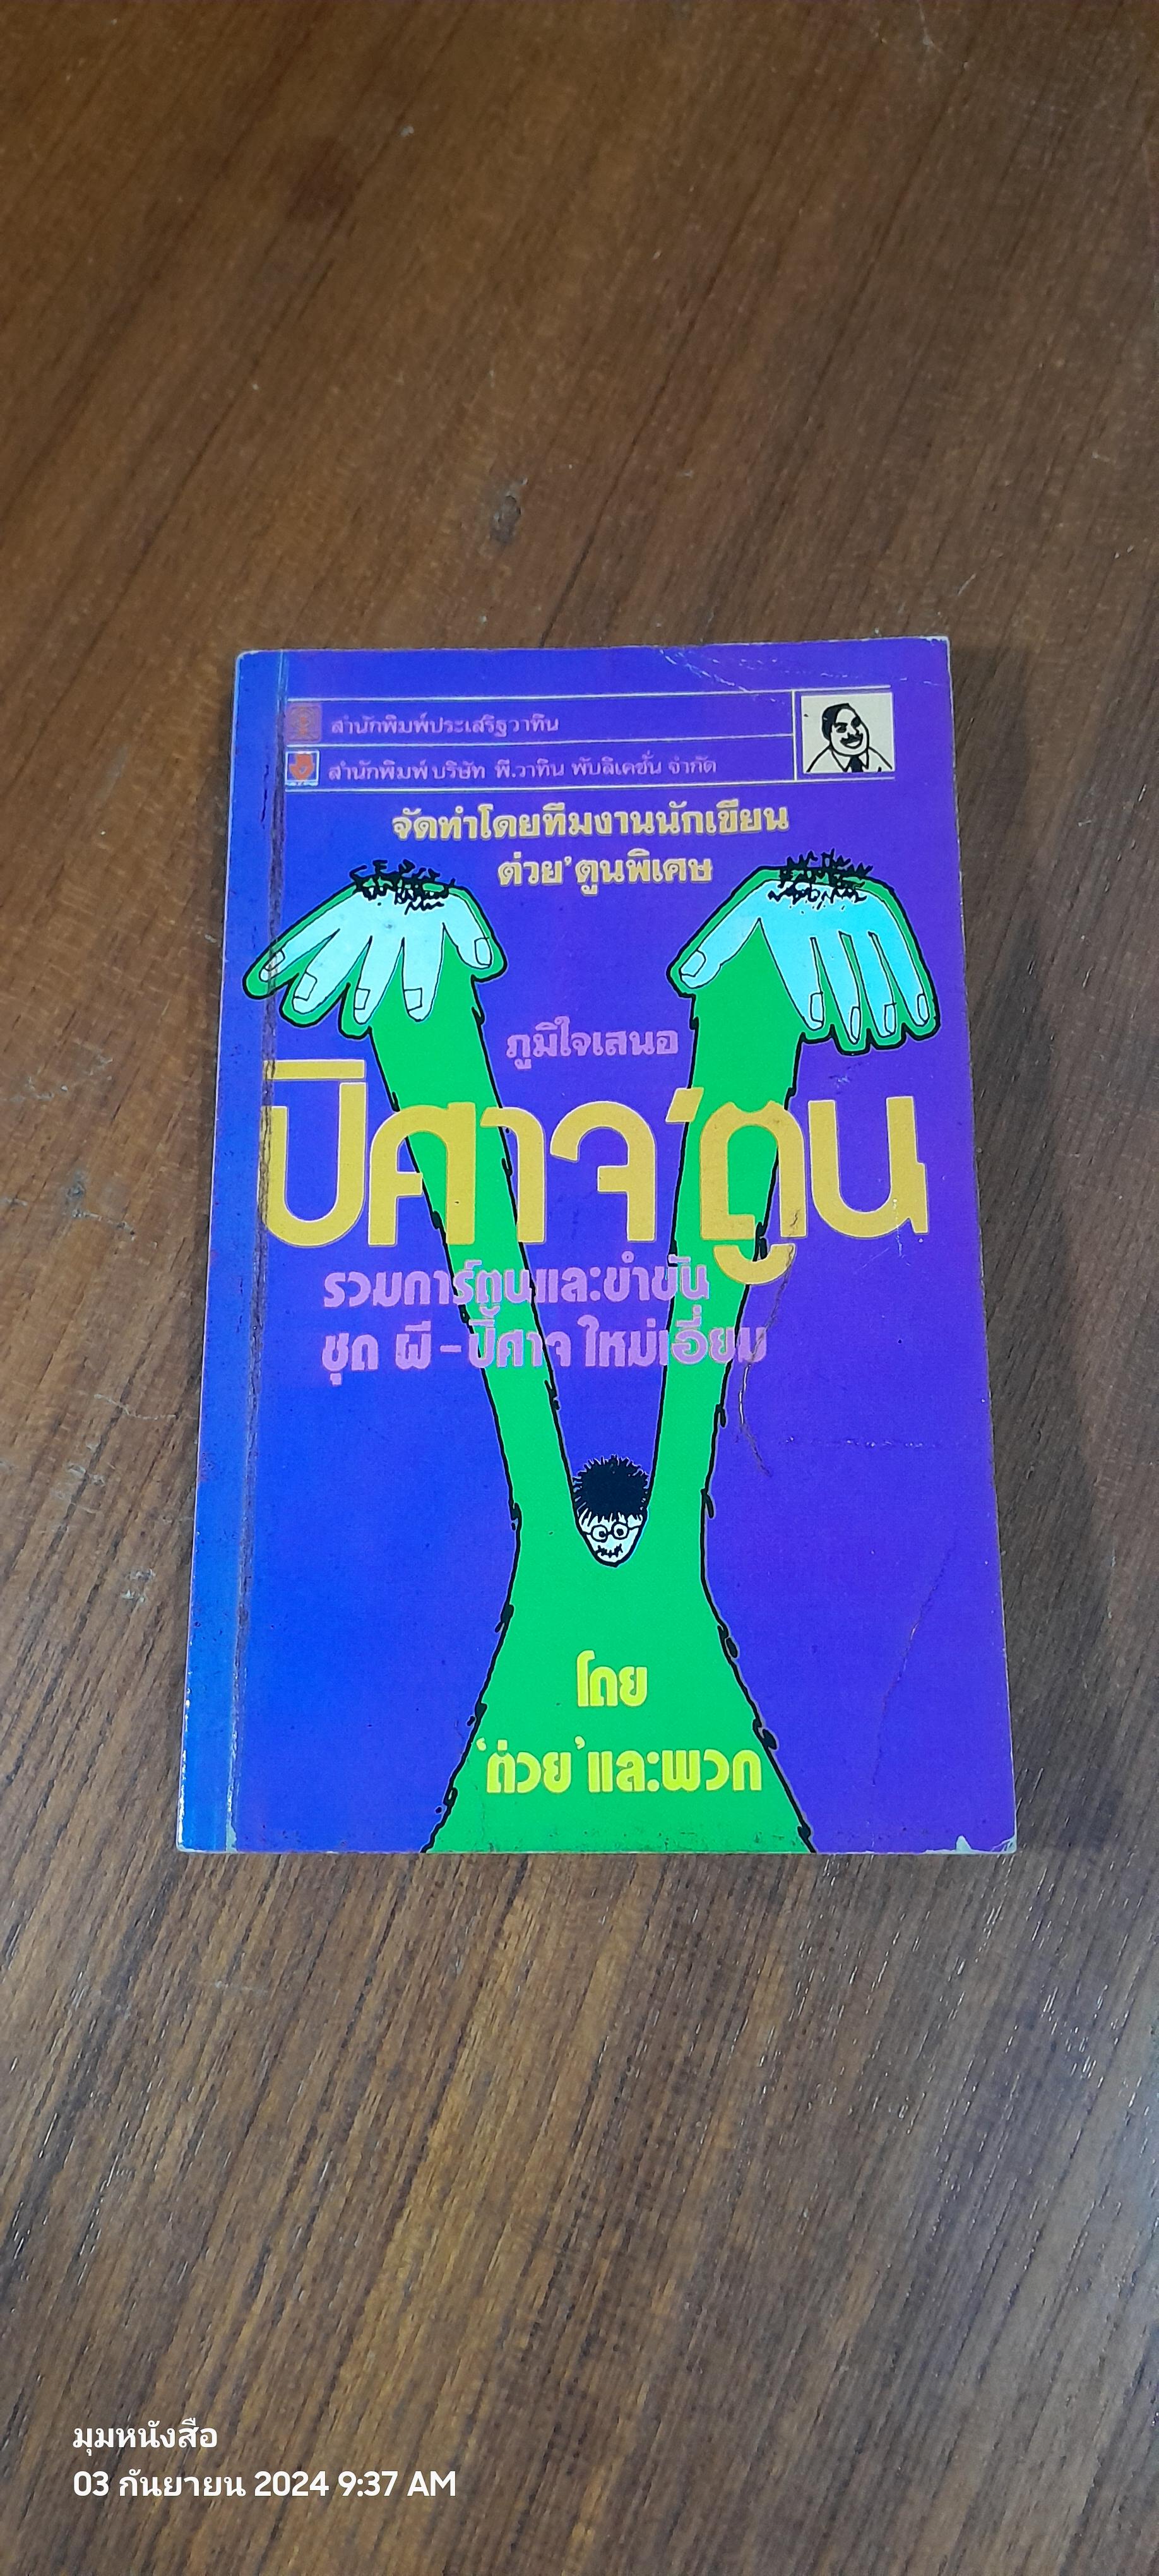 สำนักพิมพ์ประเสริฐวาทิน
สำนักพิมพ์ บริษัท พี.วาทิน พับลิเคชั่น จำกัด
จัดทำโดยทีมงานนักเขียน
ต่วย'ตูนพิเศษ
ภูมิใจเสนอ
ปิศาจ'ตูน
รวมการ์ตูนและขำขัน
ชุด ผี-ปิศาจ ใหม่เอี่ยม
โดย
'ต่วย'และพวก
มุมหนังสือ
03 กันยายน 2024 9:37 AM